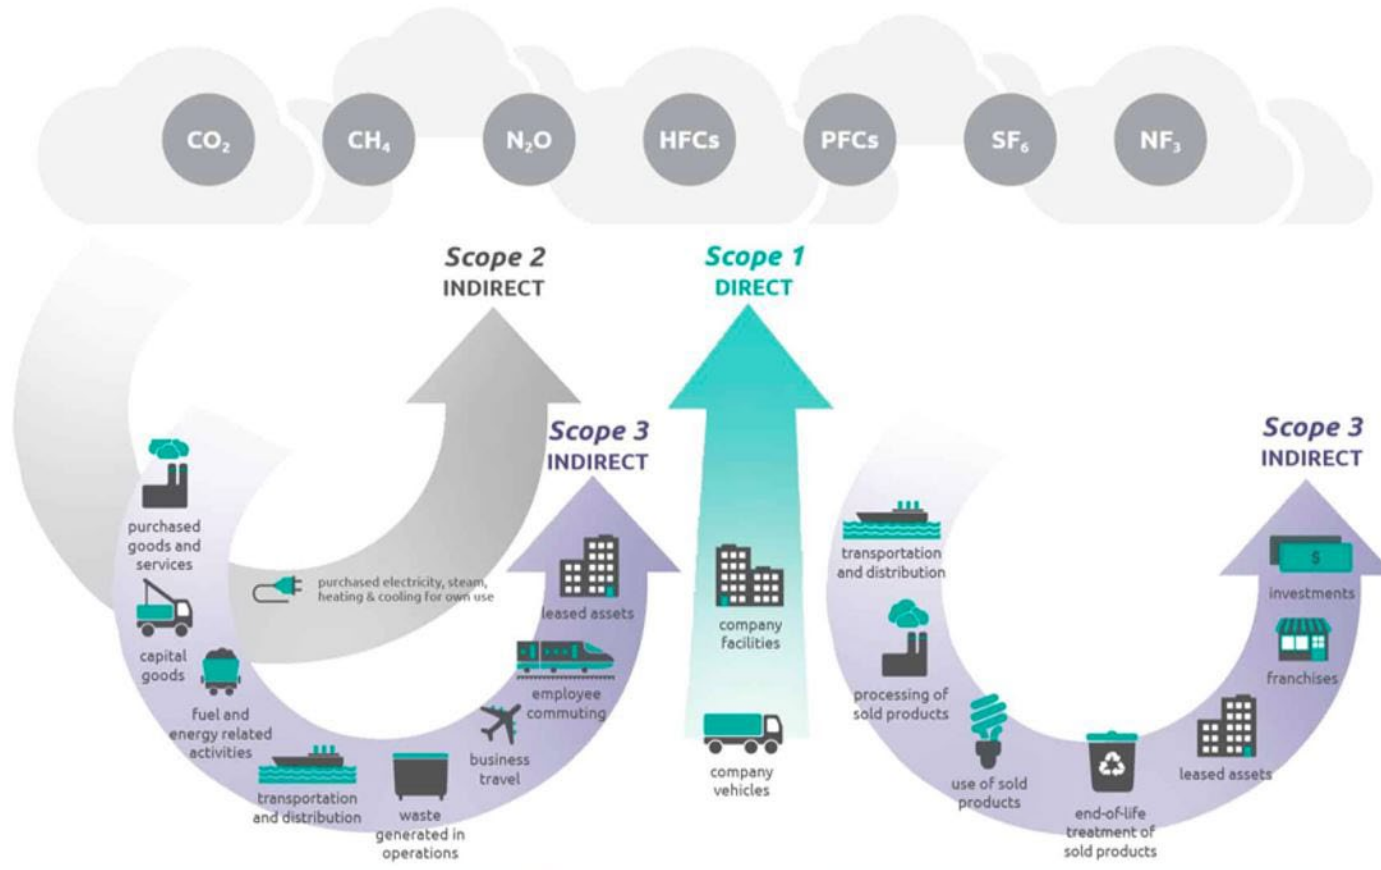 CO₂
CH₄
N₂O
HFCs
PFCs
SF₆
NF₃
Scope 2
INDIRECT
Scope 1
DIRECT
Scope 3
INDIRECT
Scope 3
INDIRECT
purchased
goods and
services
capital
goods
fuel and
energy related
activities
transportation
and distribution
waste
generated in
operations
business
travel
employee
commuting
leased assets
purchased electricity, steam,
heating & cooling for own use
company
facilities
company
vehicles
transportation
and distribution
processing of
sold products
use of sold
products
end-of-life
treatment of
sold products
leased assets
franchises
$
investments